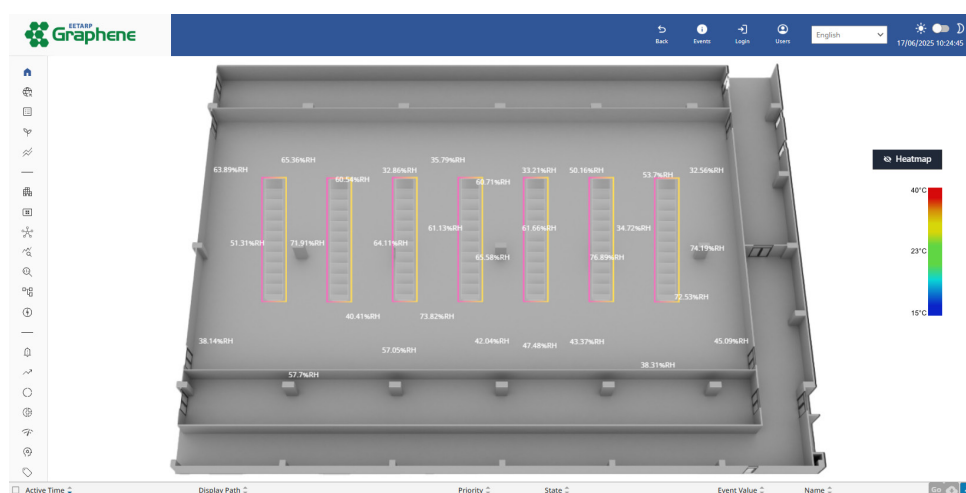 EETARP
Graphene
Back
Events
Login
Users
English
17/06/2025 10:24:45
Heatmap
40°C
23°C
15°C
65.36%RH
35.79%RH
63.89%RH
32.86%RH
33.21%RH
50.16%RH
32.56%RH
60.54%RH
60.71%RH
53.7%RH
61.13%RH
61.66%RH
34.72%RH
51.31%RH
71.91%RH
64.11%RH
74.19%RH
65.58%RH
76.89%RH
72.53%RH
40.41%RH
73.82%RH
38.14%RH
57.05%RH
42.04%RH
47.48%RH
43.37%RH
45.09%RH
57.7%RH
38.31%RH
Active Time
Display Path
Priority
State
Event Value
Name
Go